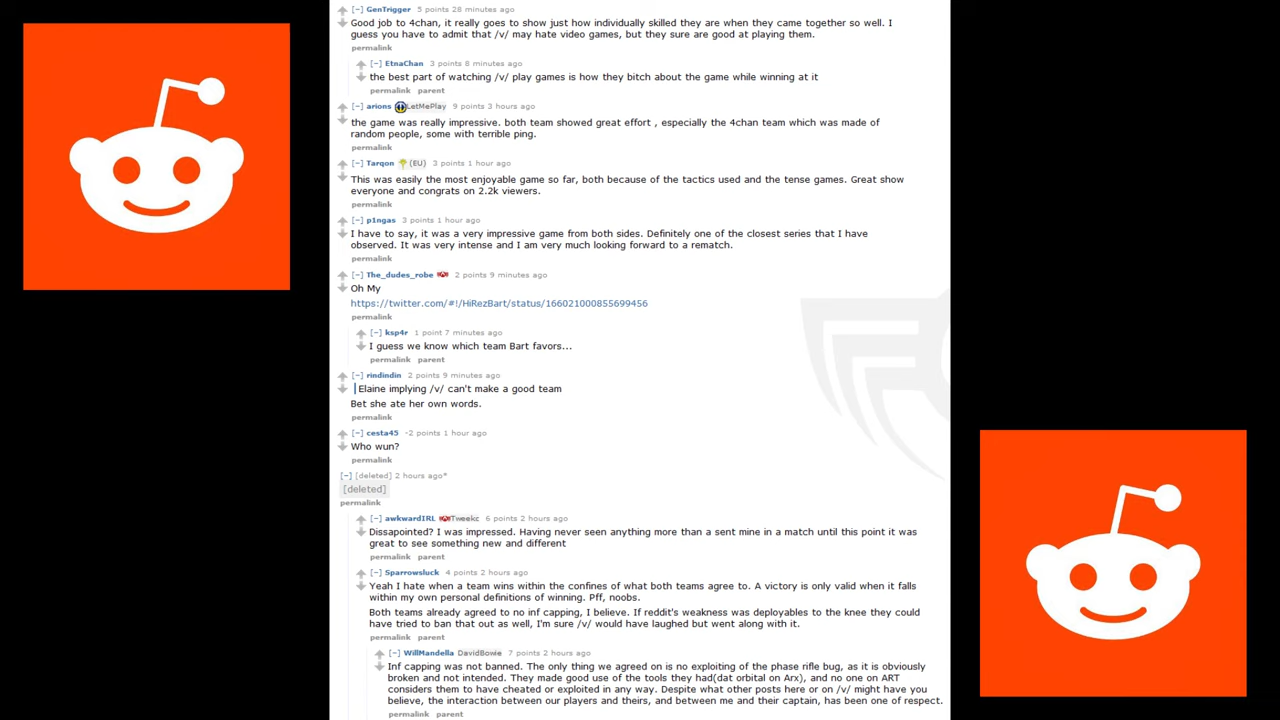 [−] GenTrigger 5 points 28 minutes ago
Good job to 4chan, it really goes to show just how individually skilled they are when they came together so well. I
guess you have to admit that /v/ may hate video games, but they sure are good at playing them.
permalink
[−] EtnaChan 3 points 8 minutes ago
the best part of watching /v/ play games is how they bitch about the game while winning at it
permalink parent
[−] arions LetMePlay 9 points 3 hours ago
the game was really impressive. both team showed great effort , especially the 4chan team which was made of
random people, some with terrible ping.
permalink
[−] Tarqon (EU) 3 points 1 hour ago
This was easily the most enjoyable game so far, both because of the tactics used and the tense games. Great show
everyone and congrats on 2.2k viewers.
permalink
[−] p1ngas 3 points 1 hour ago
I have to say, it was a very impressive game from both sides. Definitely one of the closest series that I have
observed. It was very intense and I am very much looking forward to a rematch.
permalink
[−] The_dudes_robe 2 points 9 minutes ago
Oh My
https://twitter.com/#!/HiRezBart/status/166021000855699456
permalink
[−] ksp4r 1 point 7 minutes ago
I guess we know which team Bart favors...
permalink parent
[−] rindindin 2 points 9 minutes ago
Elaine implying /v/ can't make a good team
Bet she ate her own words.
permalink
[−] cesta45 -2 points 1 hour ago
Who wun?
permalink
[−] [deleted] 2 hours ago*
[deleted]
permalink
[−] awkwardIRL Tweekc 6 points 2 hours ago
Dissapointed? I was impressed. Having never seen anything more than a sent mine in a match until this point it was
great to see something new and different
permalink parent
[−] Sparrowsluck 4 points 2 hours ago
Yeah I hate when a team wins within the confines of what both teams agree to. A victory is only valid when it falls
within my own personal definitions of winning. Pff, noobs.
Both teams already agreed to no inf capping, I believe. If reddit's weakness was deployables to the knee they could
have tried to ban that out as well, I'm sure /v/ would have laughed but went along with it.
permalink parent
[−] WillMandella DavidBowie 7 points 2 hours ago
Inf capping was not banned. The only thing we agreed on is no exploiting of the phase rifle bug, as it is obviously
broken and not intended. They made good use of the tools they had(dat orbital on Arx), and no one on ART
considers them to have cheated or exploited in any way. Despite what other posts here or on /v/ might have you
believe, the interaction between our players and theirs, and between me and their captain, has been one of respect.
permalink parent